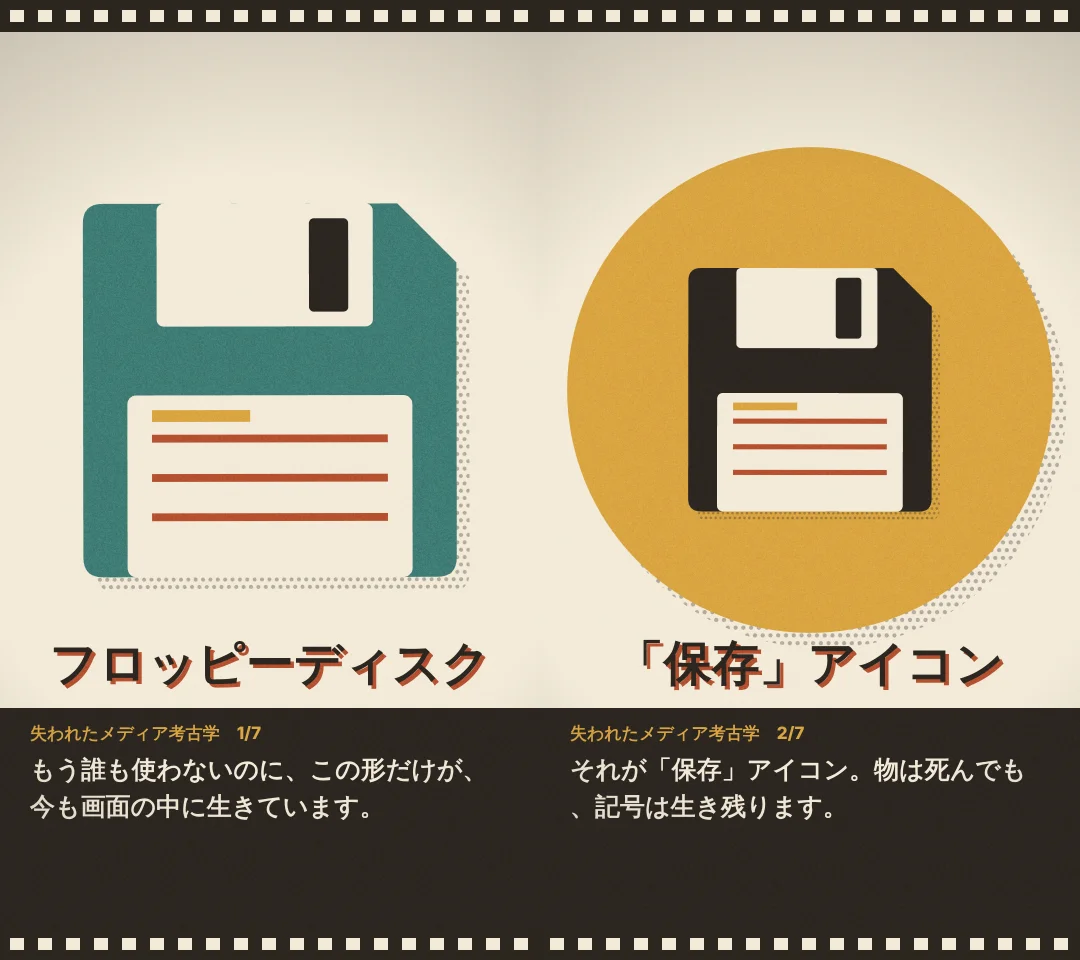 フロッピーディスク
失われたメディア考古学 1/7
もう誰も使わないのに、この形だけが、
今も画面の中に生きています。
「保存」アイコン
失われたメディア考古学 2/7
それが「保存」アイコン。物は死んでも
、記号は生き残ります。